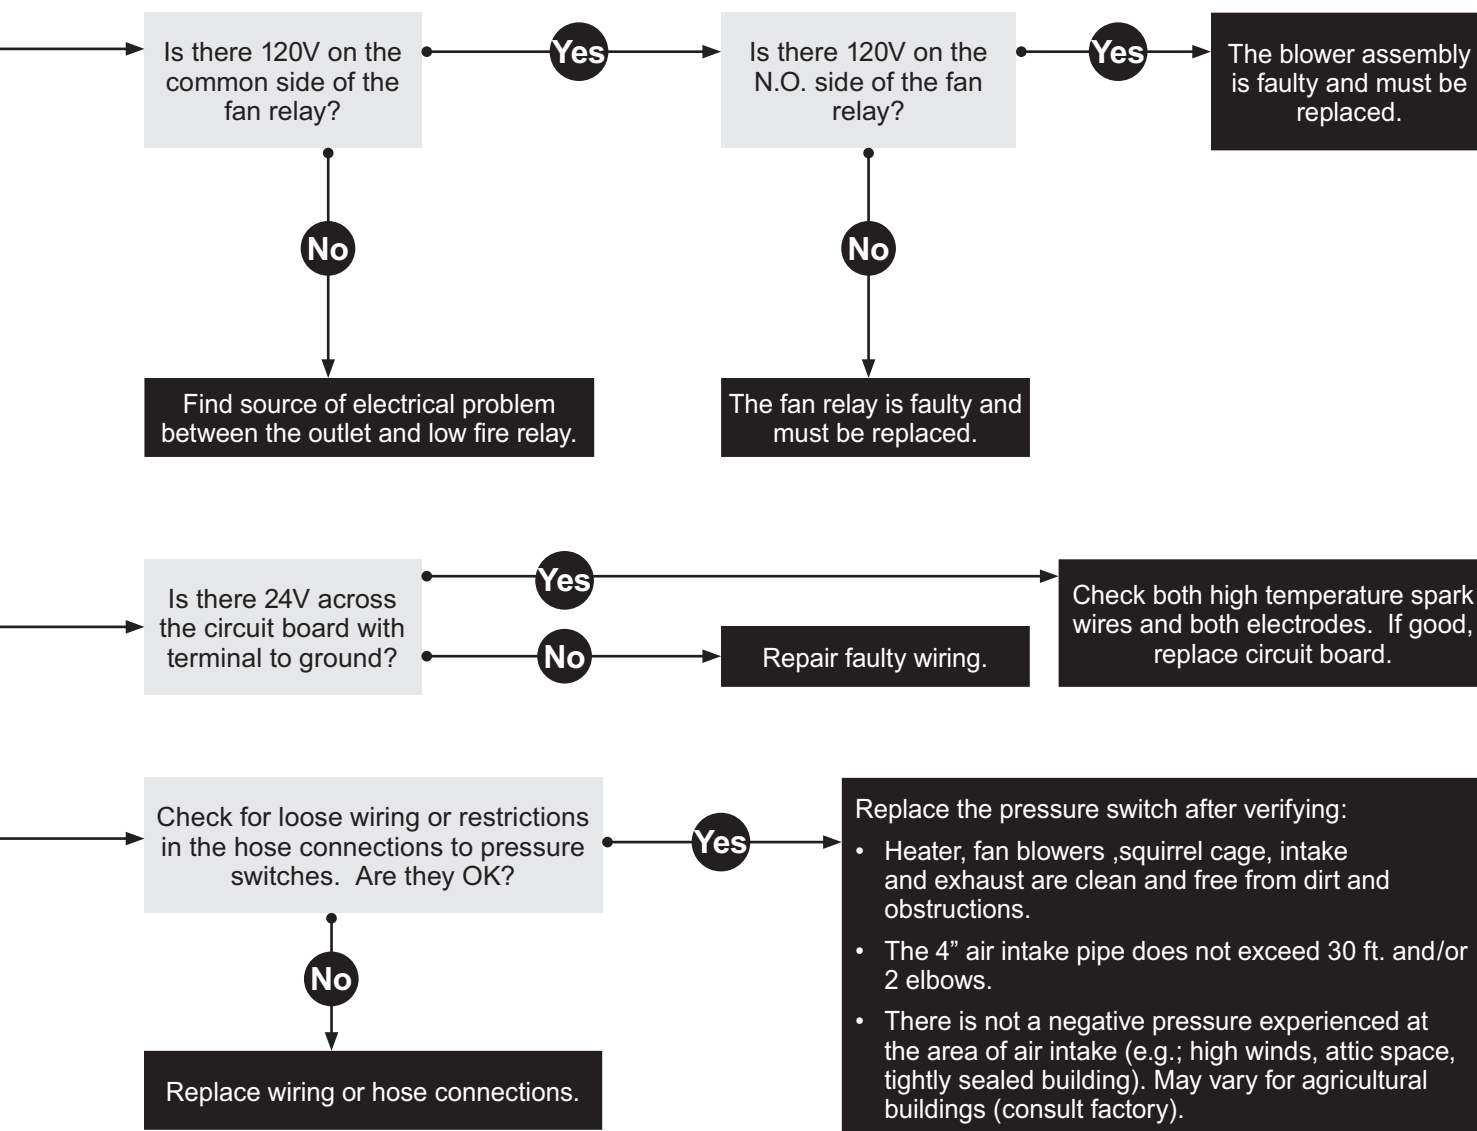 Is there 120V on the
common side of the
fan relay?
Yes
Is there 120V on the
N.O. side of the fan
relay?
Yes
The blower assembly
is faulty and must be
replaced.
No
No
Find source of electrical problem
between the outlet and low fire relay.
The fan relay is faulty and
must be replaced.
Is there 24V across
the circuit board with
terminal to ground?
Yes
No
Repair faulty wiring.
Check both high temperature spark
wires and both electrodes.  If good,
replace circuit board.
Check for loose wiring or restrictions
in the hose connections to pressure
switches.  Are they OK?
Yes
No
Replace wiring or hose connections.
Replace the pressure switch after verifying:
• Heater, fan blowers ,squirrel cage, intake
and exhaust are clean and free from dirt and
obstructions.
• The 4” air intake pipe does not exceed 30 ft. and/or
2 elbows.
• There is not a negative pressure experienced at
the area of air intake (e.g.; high winds, attic space,
tightly sealed building). May vary for agricultural
buildings (consult factory).